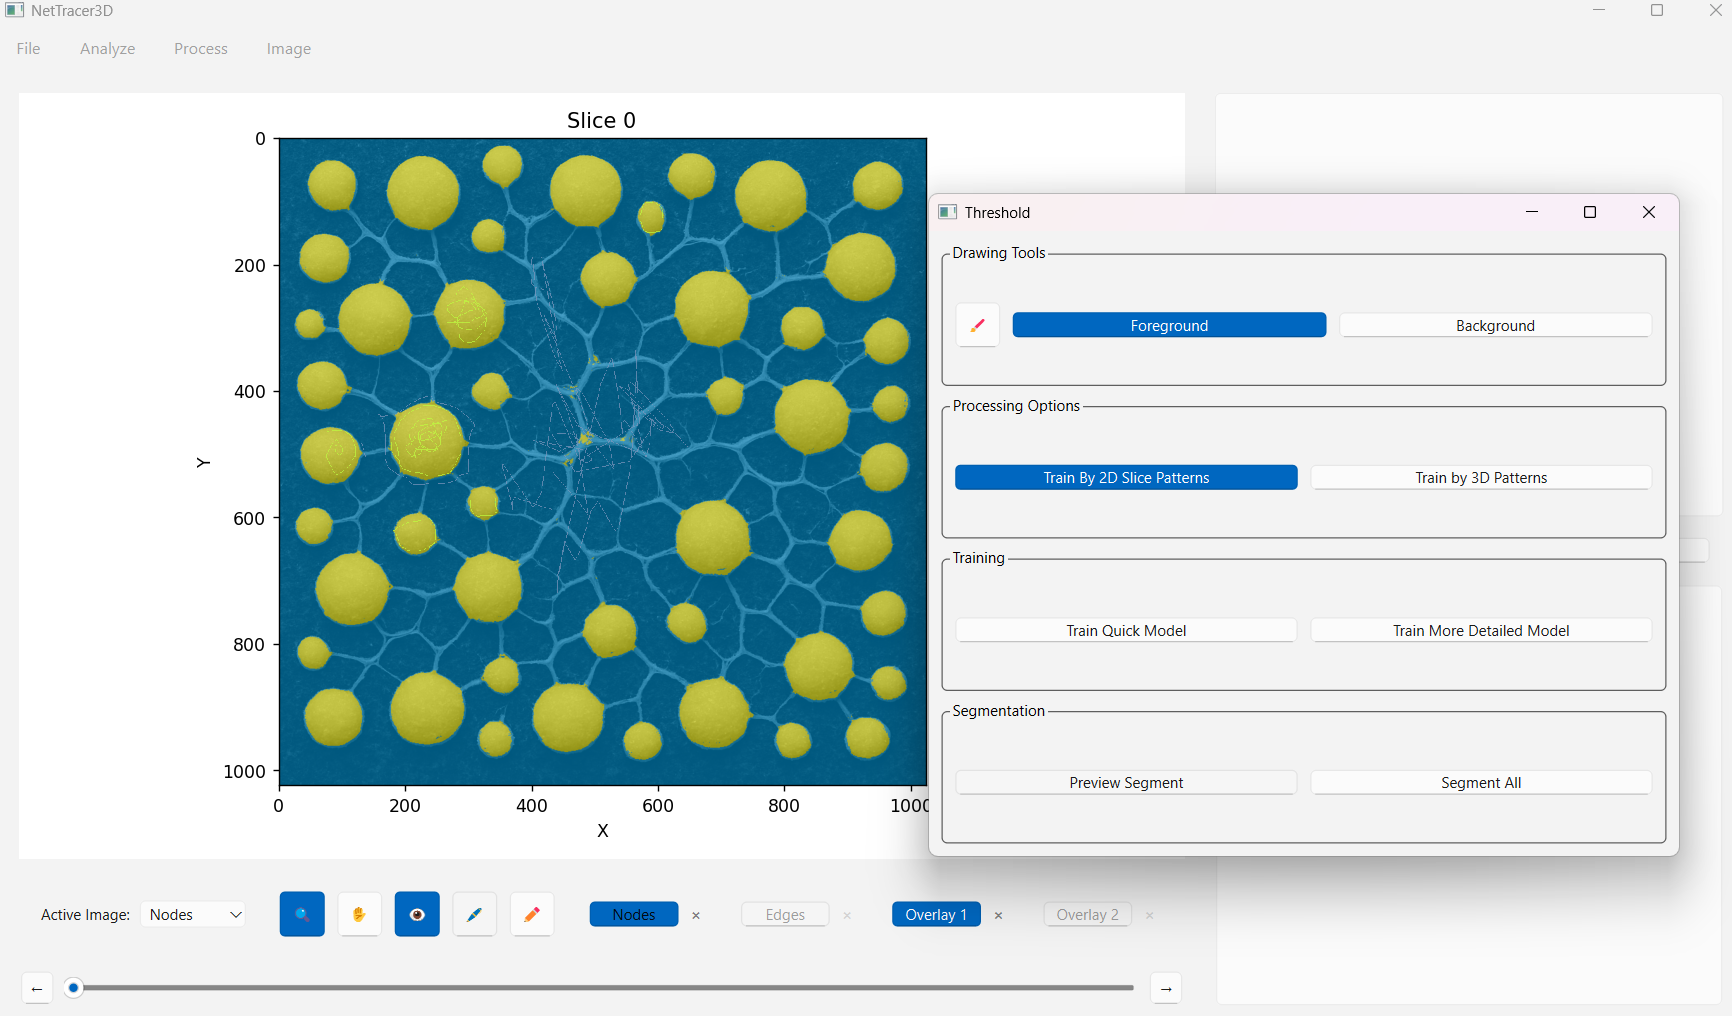 NetTracer3D
File Analyze Process Image
Slice 0
0
200
400
600
800
1000
Y
0 200 400 600 800 1000
X
Threshold
Drawing Tools
Foreground Background
Processing Options
Train By 2D Slice Patterns Train by 3D Patterns
Training
Train Quick Model Train More Detailed Model
Segmentation
Preview Segment Segment All
Active Image: Nodes Nodes × Edges × Overlay 1 × Overlay 2 ×
← →